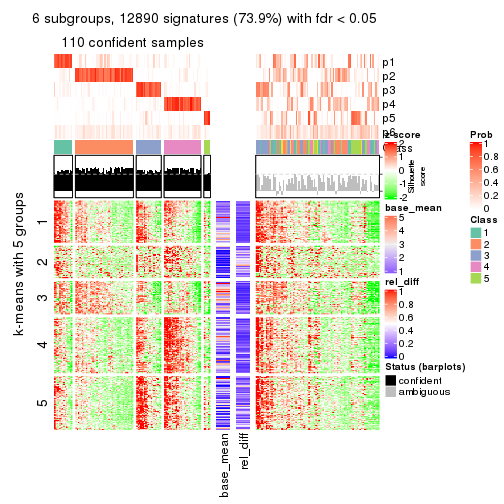 6 subgroups, 12890 signatures (73.9%) with fdr < 0.05
110 confident samples
p1
p2
p3
p4
p5
p6
z-score
2
-2
Class
Silhouette
score
k-means with 5 groups
1
2
3
4
5
base_mean
rel_diff
base_mean
5
4
3
2
1
rel_diff
1
0.8
0.6
0.4
0.2
0
Status (barplots)
confident
ambiguous
Prob
1
0.8
0.6
0.4
0.2
0
Class
1
2
3
4
5